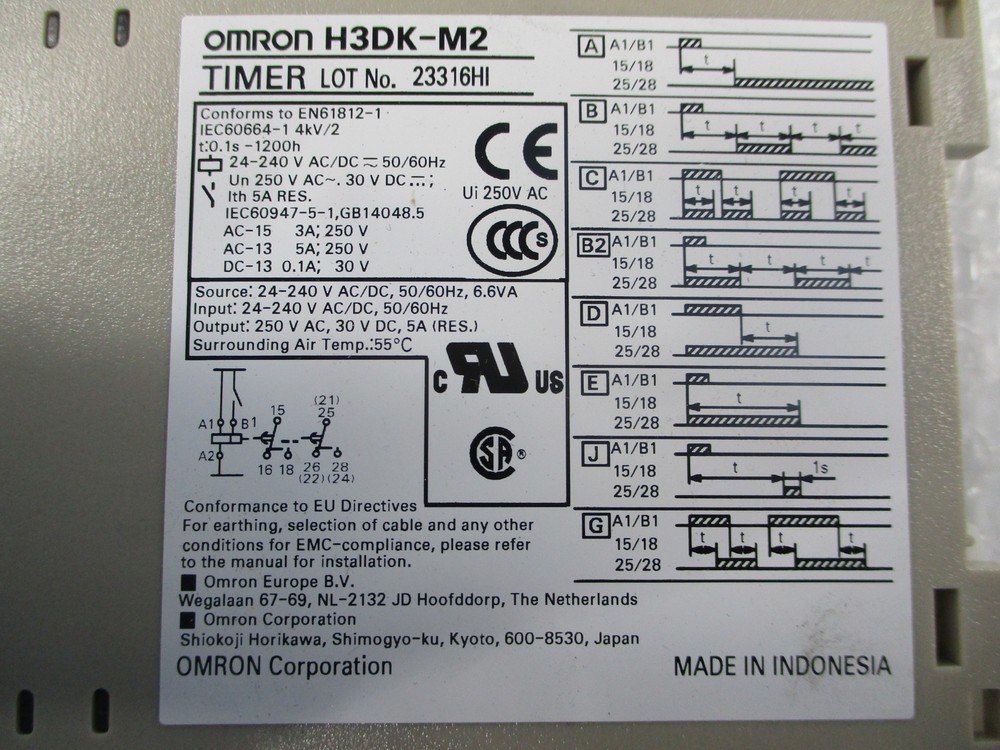 OMRON H3DK-M2
TIMER LOT No. 23316HI
Conforms to EN61812-1
IEC60664-1 4kV/2
t:0.1s -1200h
24-240 V AC/DC ⎓ 50/60Hz
Un 250 V AC~. 30 V DC ⎓;
Ith 5A RES.
IEC60947-5-1,GB14048.5
AC-15 3A; 250 V
AC-13 5A; 250 V
DC-13 0.1A; 30 V
CE
Ui 250V AC
CCC S
Source: 24-240 V AC/DC, 50/60Hz, 6.6VA
Input: 24-240 V AC/DC, 50/60Hz
Output: 250 V AC, 30 V DC, 5A (RES.)
Surrounding Air Temp.:55°C
C RU US
SA ®
(21)
15 25
A1 B1
A2
16 18 26 28
(22) (24)
Conformance to EU Directives
For earthing, selection of cable and any other
conditions for EMC-compliance, please refer
to the manual for installation.
■ Omron Europe B.V.
Wegalaan 67-69, NL-2132 JD Hoofddorp, The Netherlands
■ Omron Corporation
Shiokoji Horikawa, Shimogyo-ku, Kyoto, 600-8530, Japan
OMRON Corporation
MADE IN INDONESIA
A A1/B1
15/18 t
25/28
B A1/B1
15/18 t t t t
25/28
C A1/B1
15/18 t t t t
25/28
B2 A1/B1
15/18 t t t t
25/28
D A1/B1
15/18 t
25/28
E A1/B1
15/18 t
25/28
J A1/B1
15/18 t 1s
25/28
G A1/B1
15/18 t t t t
25/28